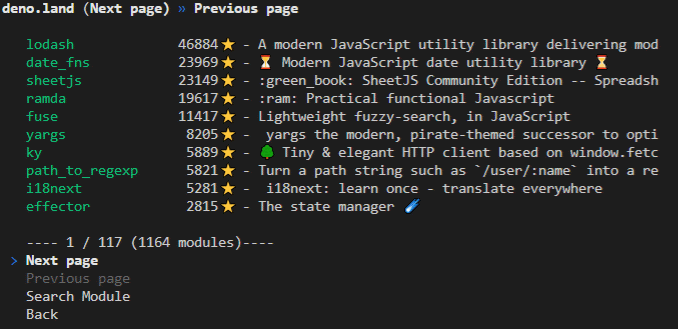 deno.land (Next page) » Previous page
lodash 46884⭐ - A modern JavaScript utility library delivering mod
date_fns 23969⭐ - ⏳ Modern JavaScript date utility library ⏳
sheetjs 23149⭐ - :green_book: SheetJS Community Edition -- Spreadsh
ramda 19617⭐ - :ram: Practical functional Javascript
fuse 11417⭐ - Lightweight fuzzy-search, in JavaScript
yargs 8205⭐ - yargs the modern, pirate-themed successor to opti
ky 5889⭐ - 🌳 Tiny & elegant HTTP client based on window.fetc
path_to_regexp 5821⭐ - Turn a path string such as `/user/:name` into a re
i18next 5281⭐ - i18next: learn once - translate everywhere
effector 2815⭐ - The state manager ☄️
---- 1 / 117 (1164 modules)----
> Next page
Previous page
Search Module
Back